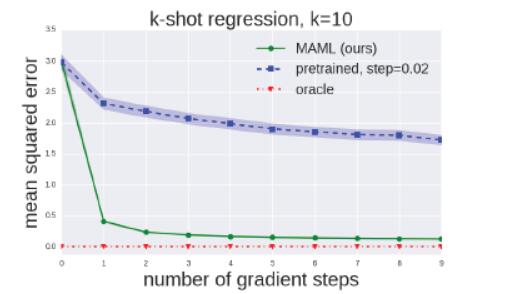 k-shot regression, k=10
3.5
3.0
2.5
2.0
1.5
1.0
0.5
0.0
mean squared error
MAML (ours)
pretrained, step=0.02
oracle
0 1 2 3 4 5 6 7 8 9
number of gradient steps